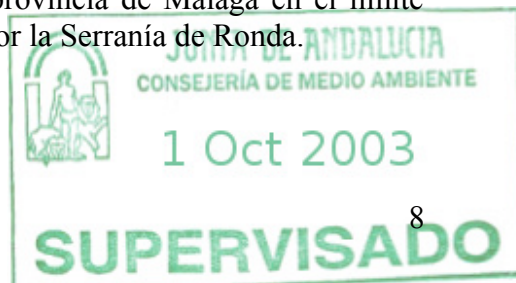 provincia de Málaga en el límite
or la Serranía de Ronda.
JUNTA DE ANDALUCIA
CONSEJERÍA DE MEDIO AMBIENTE
1 Oct 2003
8
SUPERVISADO